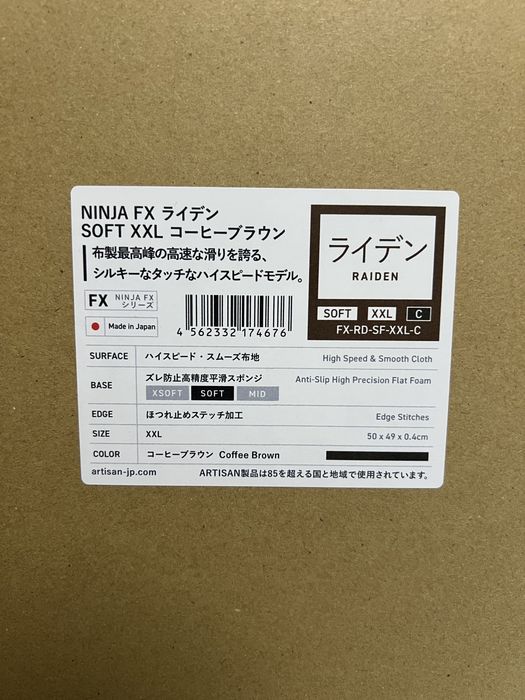 NINJA FX ライデン
SOFT XXL コーヒーブラウン
布製最高峰の高速な滑りを誇る、
シルキーなタッチなハイスピードモデル。
ライデン
RAIDEN
SOFT XXL C
FX-RD-SF-XXL-C
FX NINJA FX シリーズ
Made in Japan
4 562332 174676
SURFACE ハイスピード・スムーズ布地 High Speed & Smooth Cloth
BASE ズレ防止高精度平滑スポンジ Anti-Slip High Precision Flat Foam
XSOFT SOFT MID
EDGE ほつれ止めステッチ加工 Edge Stitches
SIZE XXL 50 x 49 x 0.4cm
COLOR コーヒーブラウン Coffee Brown
artisan-jp.com ARTISAN製品は85を超える国と地域で使用されています。